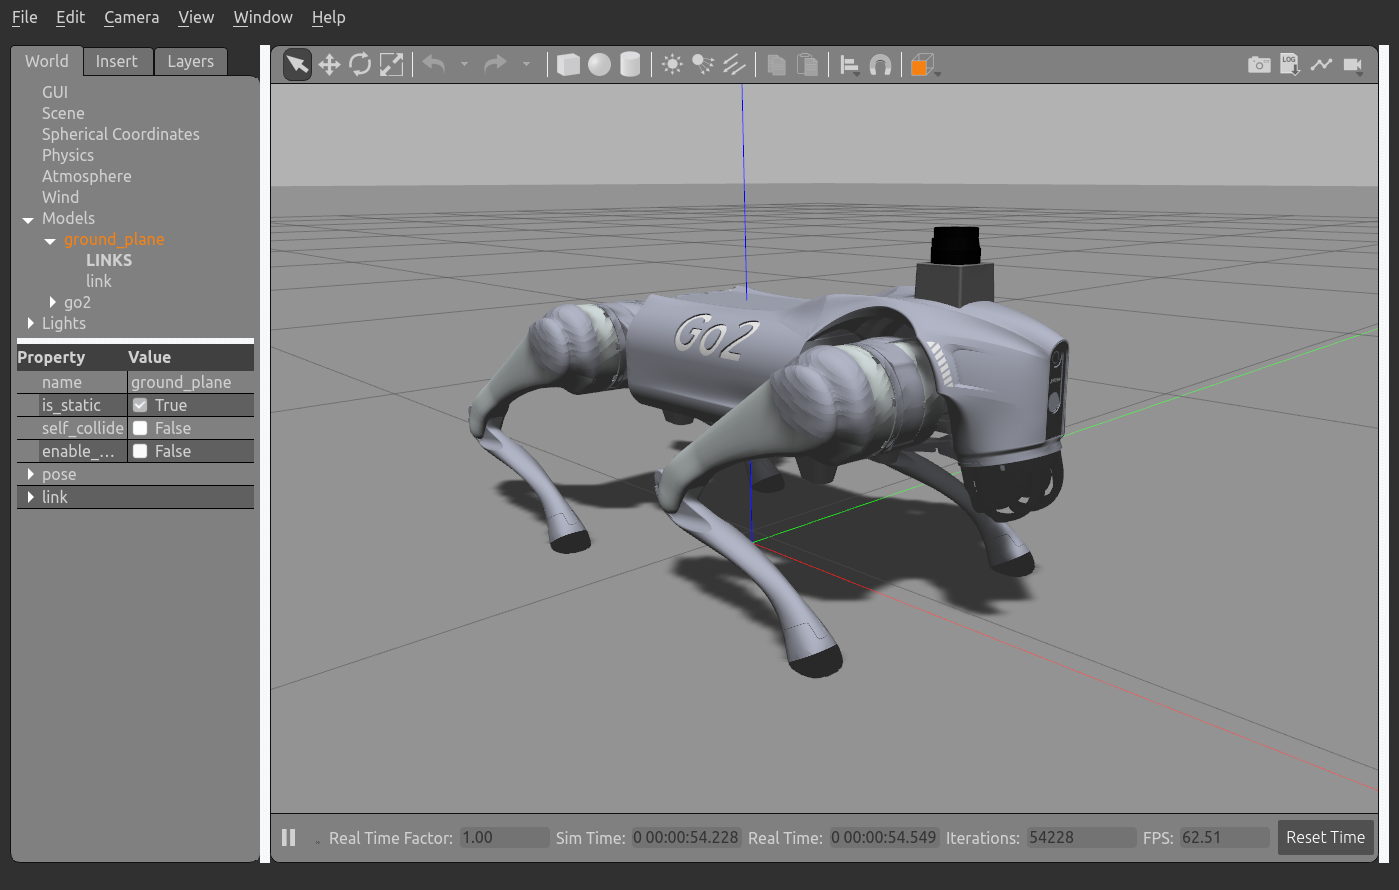 File Edit Camera View Window Help
World Insert Layers
LOG
GUI
Scene
Spherical Coordinates
Physics
Atmosphere
Wind
Models
ground_plane
LINKS
link
go2
Lights
Property Value
name ground_plane
is_static True
self_collide False
enable_... False
pose
link
Go2
Real Time Factor: 1.00 Sim Time: 0 00:00:54.228 Real Time: 0 00:00:54.549 Iterations: 54228 FPS: 62.51 Reset Time